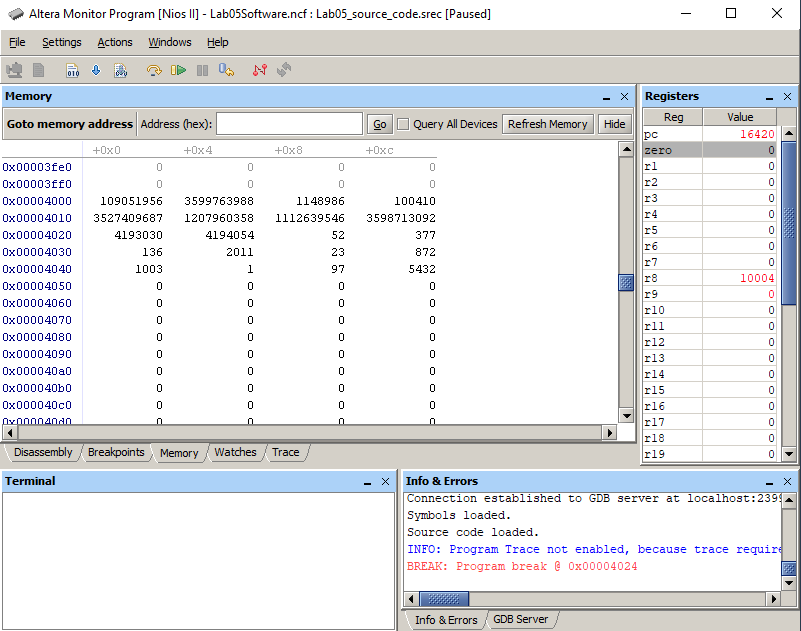 Altera Monitor Program [Nios II] - Lab05Software.ncf : Lab05_source_code.srec [Paused]
File Settings Actions Windows Help
Memory
Goto memory address Address (hex): Go Query All Devices Refresh Memory Hide
+0x0 +0x4 +0x8 +0xc
0x00003fe0 0 0 0 0
0x00003ff0 0 0 0 0
0x00004000 109051956 3599763988 1148986 100410
0x00004010 3527409687 1207960358 1112639546 3598713092
0x00004020 4193030 4194054 52 377
0x00004030 136 2011 23 872
0x00004040 1003 1 97 5432
0x00004050 0 0 0 0
0x00004060 0 0 0 0
0x00004070 0 0 0 0
0x00004080 0 0 0 0
0x00004090 0 0 0 0
0x000040a0 0 0 0 0
0x000040b0 0 0 0 0
0x000040c0 0 0 0 0
0x000040d0 0 0 0 0
Disassembly Breakpoints Memory Watches Trace
Registers
Reg Value
pc 16420
zero 0
r1 0
r2 0
r3 0
r4 0
r5 0
r6 0
r7 0
r8 10004
r9 0
r10 0
r11 0
r12 0
r13 0
r14 0
r15 0
r16 0
r17 0
r18 0
r19 0
Terminal
Info & Errors
Connection established to GDB server at localhost:2399
Symbols loaded.
Source code loaded.
INFO: Program Trace not enabled, because trace require
BREAK: Program break @ 0x00004024
Info & Errors GDB Server